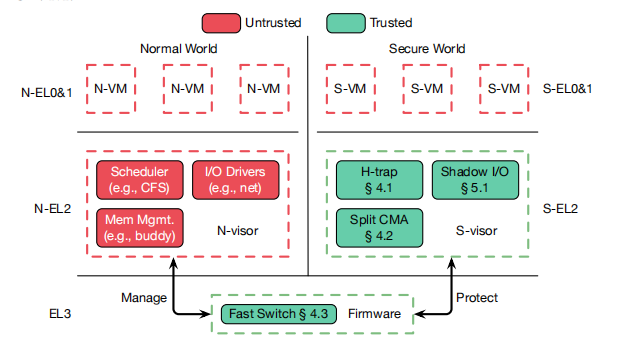 Untrusted
Trusted
Normal World
Secure World
N-EL0&1
N-VM
N-VM
N-VM
S-VM
S-VM
S-VM
S-EL0&1
N-EL2
Scheduler
(e.g., CFS)
I/O Drivers
(e.g., net)
Mem Mgmt.
(e.g., buddy)
N-visor
H-trap
§ 4.1
Shadow I/O
§ 5.1
Split CMA
§ 4.2
S-visor
S-EL2
Manage
Protect
EL3
Fast Switch § 4.3
Firmware